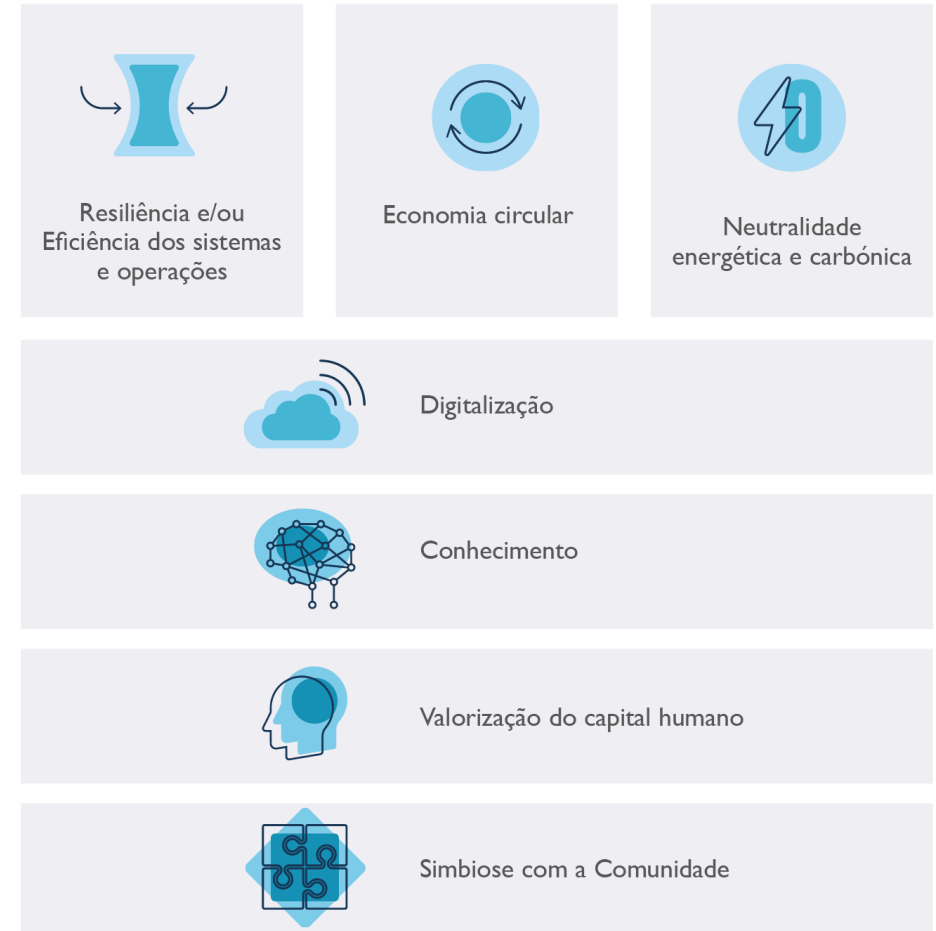 Resiliência e/ou
Eficiência dos sistemas
e operações
Economia circular
Neutralidade
energética e carbónica
Digitalização
Conhecimento
Valorização do capital humano
Simbiose com a Comunidade